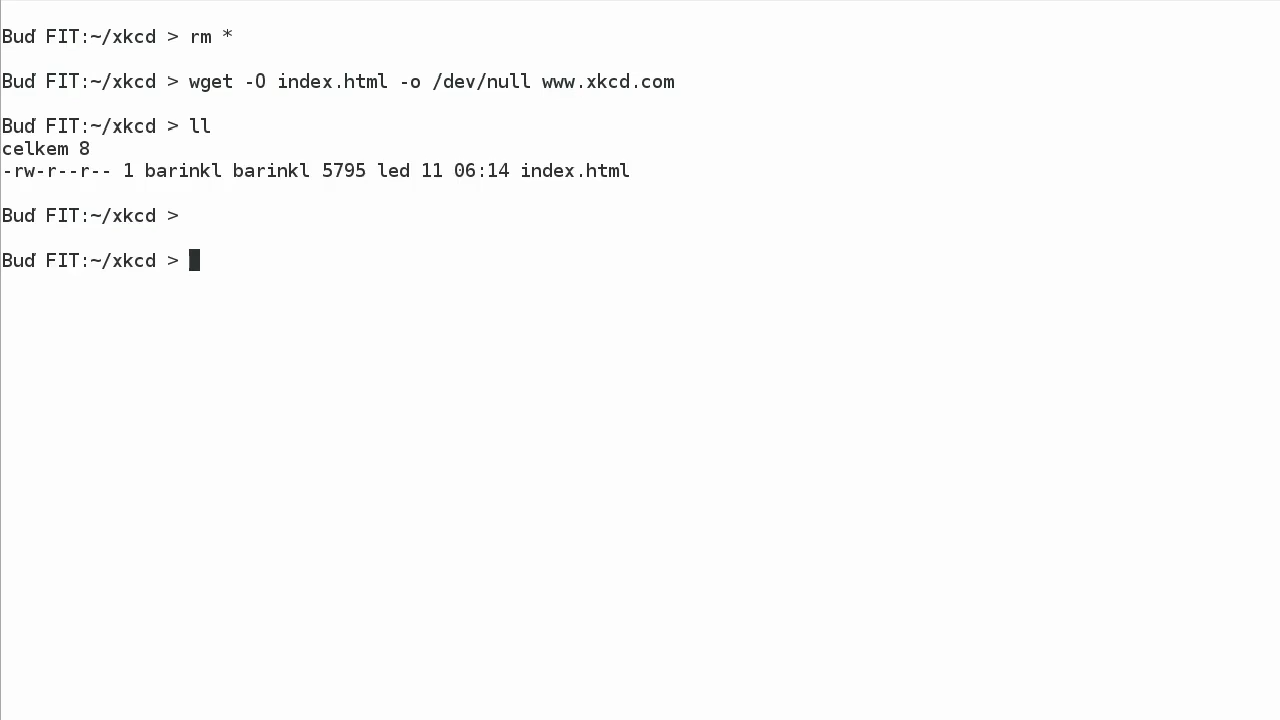 Buď FIT:~/xkcd > rm *
Buď FIT:~/xkcd > wget -O index.html -o /dev/null www.xkcd.com
Buď FIT:~/xkcd > ll
celkem 8
-rw-r--r-- 1 barinkl barinkl 5795 led 11 06:14 index.html
Buď FIT:~/xkcd >
Buď FIT:~/xkcd >